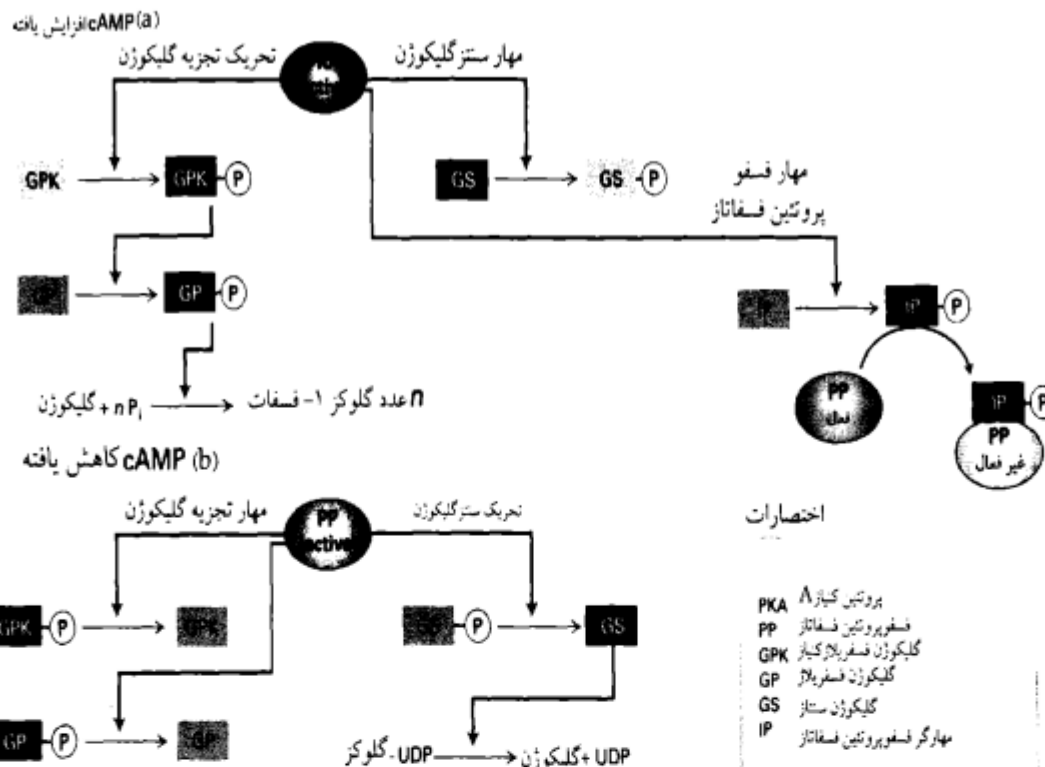 (a) cAMP افزایش یافته
تحریک تجزیه گلیکوژن
مهار سنتز گلیکوژن
GPK
GPK
P
GS
GS
P
مهار فسفو
پروتئین فسفاتاز
GP
P
IP
P
PP
فعال
IP
P
PP
غیر فعال
گلیکوژن + n Pi
n عدد گلوکز ۱- فسفات
(b) cAMP کاهش یافته
مهار تجزیه گلیکوژن
PP
active
تحریک سنتز گلیکوژن
GPK
P
GPK
P
GS
GP
P
GP
UDP-گلوکز
گلیکوژن + UDP
اختصارات
PKA پروتئین کیناز A
PP فسفوپروتئین فسفاتاز
GPK گلیکوژن فسفریلاز کیناز
GP گلیکوژن فسفریلاز
GS گلیکوژن سنتاز
IP مهارگر فسفوپروتئین فسفاتاز